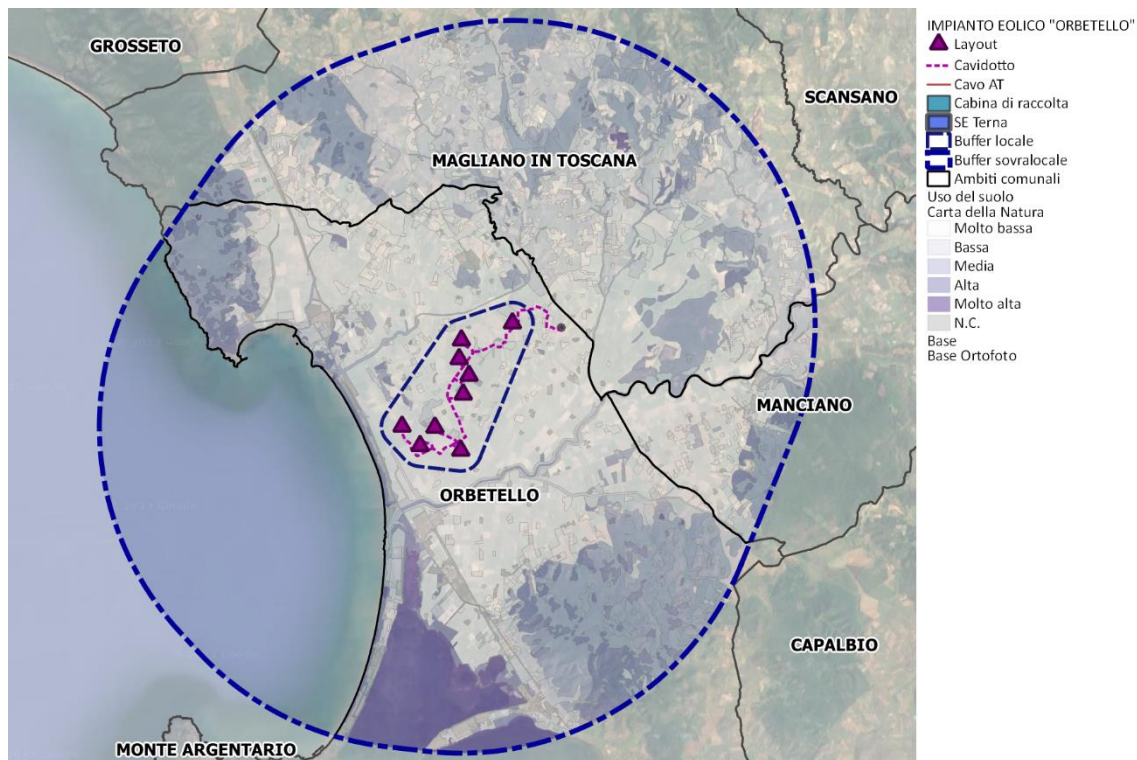 GROSSETO
SCANSANO
MAGLIANO IN TOSCANA
MANCIANO
ORBETELLO
CAPALBIO
MONTE ARGENTARIO
IMPIANTO EOLICO "ORBETELLO"
Layout
Cavidotto
Cavo AT
Cabina di raccolta
SE Terna
Buffer locale
Buffer sovralocale
Ambiti comunali
Uso del suolo
Carta della Natura
Molto bassa
Bassa
Media
Alta
Molto alta
N.C.
Base
Base Ortofoto